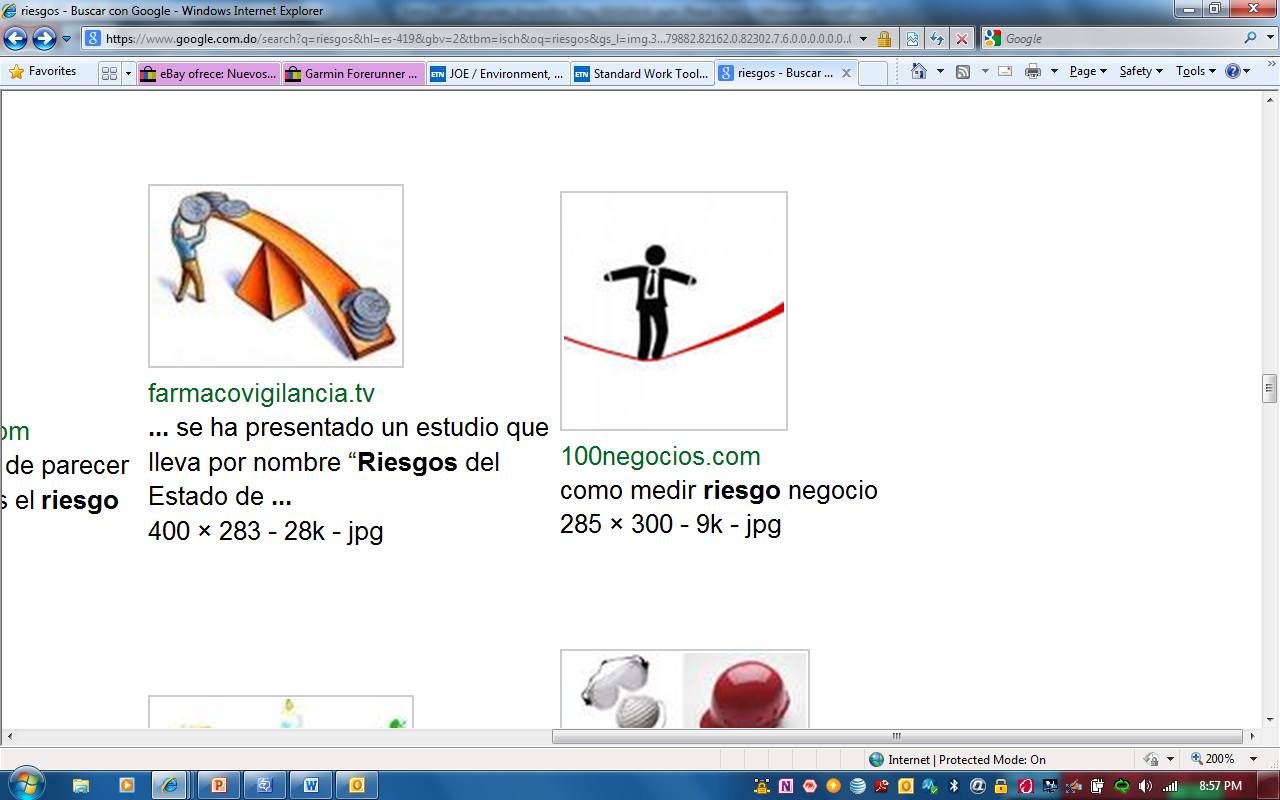 riesgos - Buscar con Google - Windows Internet Explorer
https://www.google.com.do/search?q=riesgos&hl=es-419&gbv=2&tbm=isch&oq=riesgos&gs_l=img.3...79882.82162.0.82302.7.6.0.0.0.0.0..(
Google
Favorites
eBay ofrece: Nuevos...
Garmin Forerunner ...
ETN JOE / Environment, ...
ETN Standard Work Tool...
riesgos - Buscar ...
Page
Safety
Tools
farmacovigilancia.tv
... se ha presentado un estudio que
lleva por nombre “Riesgos del
Estado de ...
400 × 283 - 28k - jpg
om
de parecer
s el riesgo
100negocios.com
como medir riesgo negocio
285 × 300 - 9k - jpg
Internet | Protected Mode: On
200%
8:57 PM